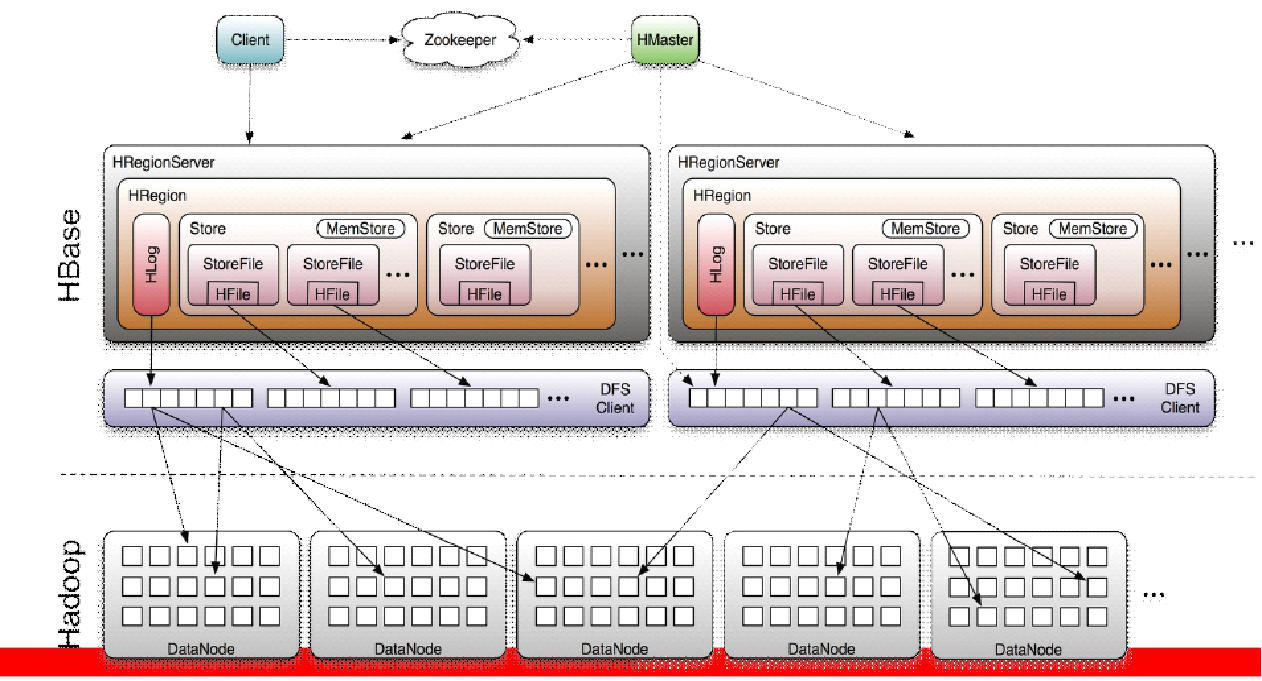 Client
Zookeeper
HMaster
HBase
HRegionServer
HRegion
HLog
Store
MemStore
StoreFile
HFile
StoreFile
HFile
...
Store
MemStore
StoreFile
HFile
...
...
HRegionServer
HRegion
HLog
Store
MemStore
StoreFile
HFile
StoreFile
HFile
...
Store
MemStore
StoreFile
HFile
...
...
...
...
DFS
Client
...
DFS
Client
Hadoop
DataNode
DataNode
DataNode
DataNode
DataNode
...